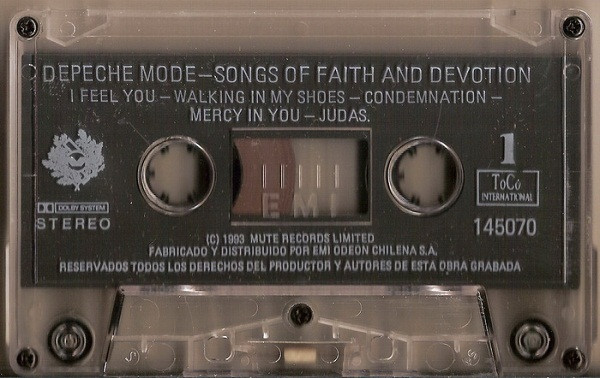 DEPECHE MODE–SONGS OF FAITH AND DEVOTION
I FEEL YOU – WALKING IN MY SHOES – CONDEMNATION –
MERCY IN YOU – JUDAS.
1
ToCo
INTERNATIONAL
DOLBY SYSTEM
STEREO
EMI
145070
(C) 1993 MUTE RECORDS LIMITED
FABRICADO Y DISTRIBUIDO POR EMI ODEON CHILENA S.A,
RESERVADOS TODOS LOS DERECHOS DEL PRODUCTOR Y AUTORES DE ESTA OBRA GRABADA